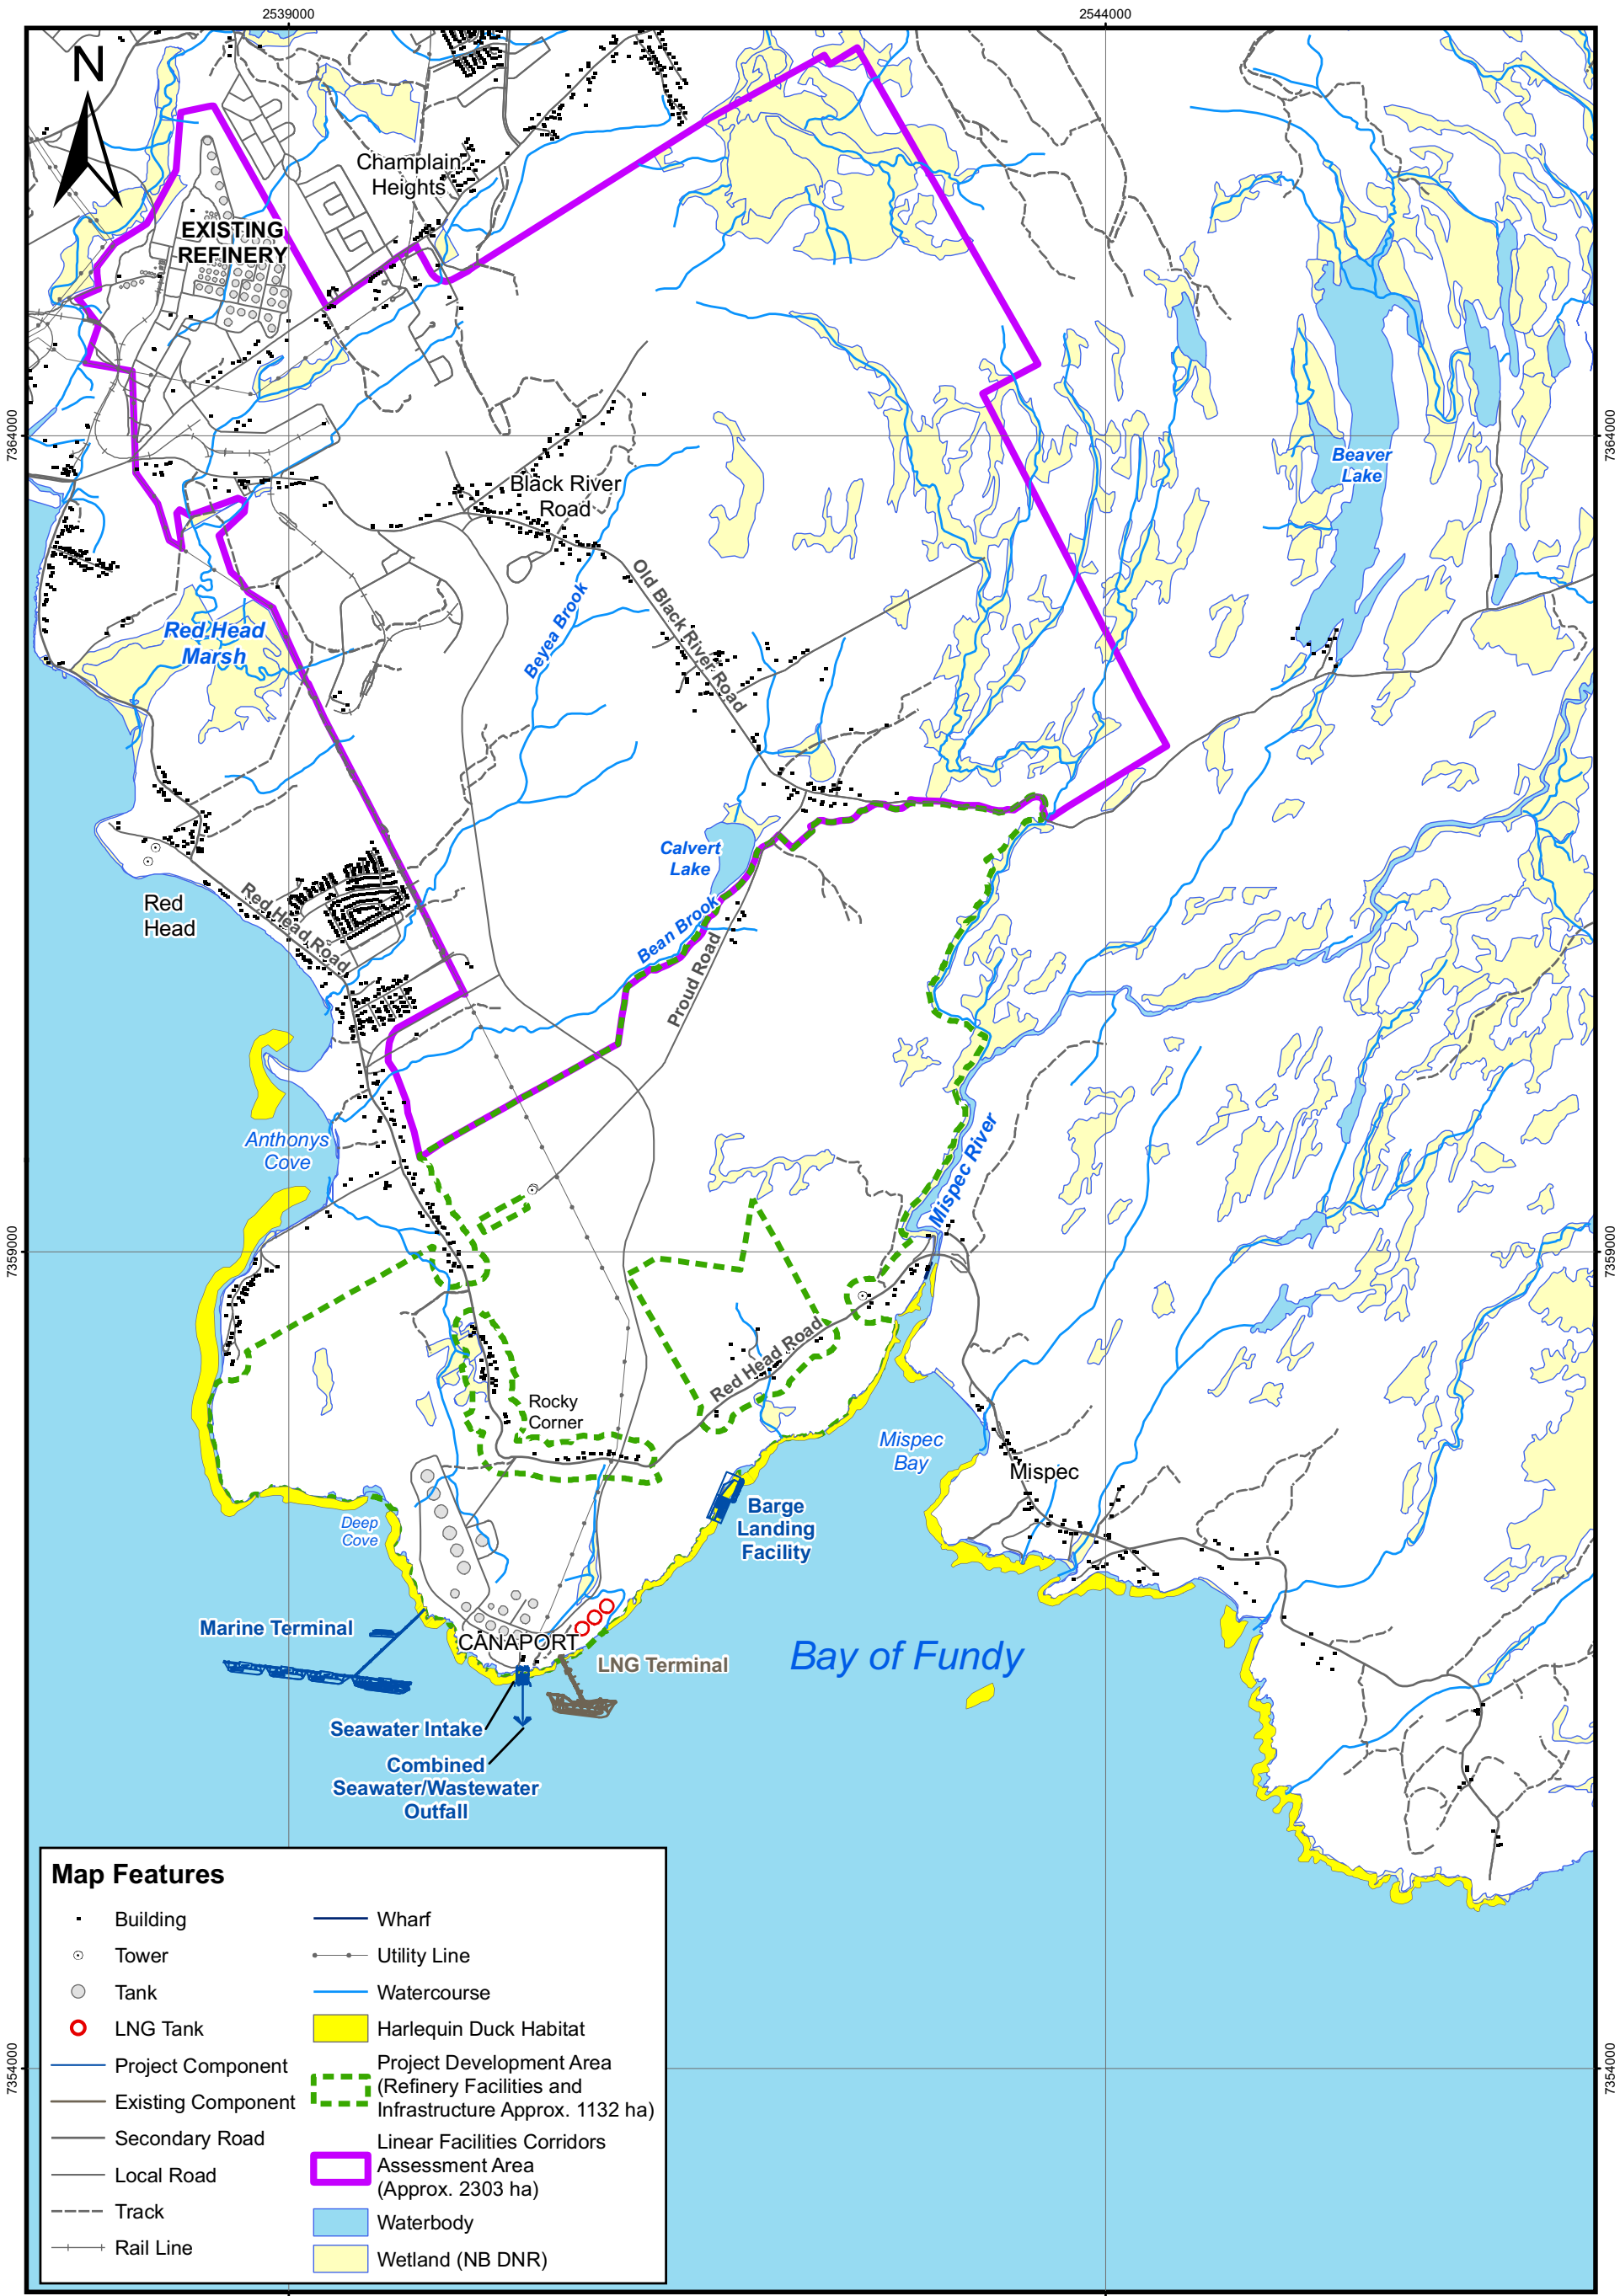 2539000
2544000
N
Champlain
Heights
EXISTING
REFINERY
7364000
7364000
Beaver
Lake
Black River
Road
Old Black River Road
Beyea Brook
Red Head
Marsh
Calvert
Lake
Red
Head
Red Head Road
Bean Brook
Proud Road
Anthonys
Cove
Mispec River
7359000
7359000
Red Head Road
Rocky
Corner
Mispec
Bay
Mispec
Deep
Cove
Barge
Landing
Facility
Marine Terminal
CANAPORT
LNG Terminal
Bay of Fundy
Seawater Intake
Combined
Seawater/Wastewater
Outfall
7354000
7354000
Map Features
Building
Tower
Tank
LNG Tank
Project Component
Existing Component
Secondary Road
Local Road
Track
Rail Line
Wharf
Utility Line
Watercourse
Harlequin Duck Habitat
Project Development Area
(Refinery Facilities and
Infrastructure Approx. 1132 ha)
Linear Facilities Corridors
Assessment Area
(Approx. 2303 ha)
Waterbody
Wetland (NB DNR)